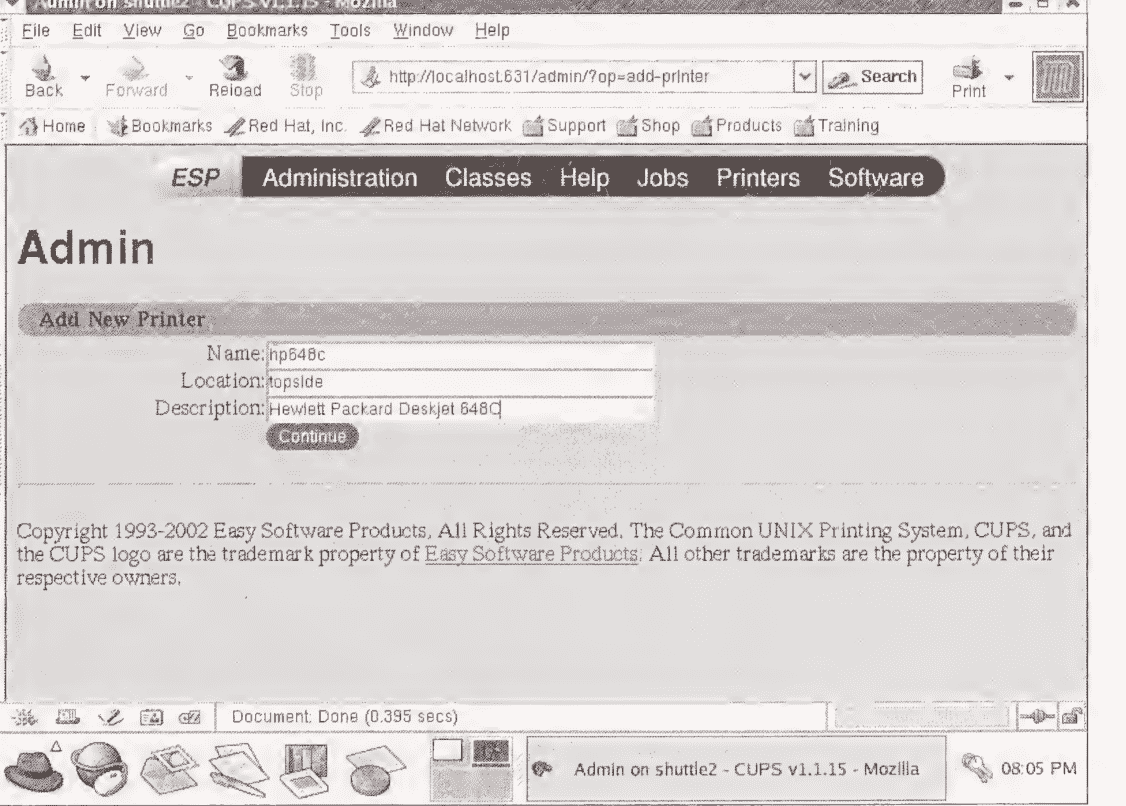 Admin on shuttle2 - CUPS v1.1.15 - Mozilla
File Edit View Go Bookmarks Tools Window Help
Back Forward Reload Stop http://localhost:631/admin/?op=add-printer Search Print
Home Bookmarks Red Hat, Inc. Red Hat Network Support Shop Products Training
ESP Administration Classes Help Jobs Printers Software
Admin
Add New Printer
Name: hp648c
Location: topside
Description: Hewlett Packard Deskjet 648C
Continue
Copyright 1993-2002 Easy Software Products, All Rights Reserved. The Common UNIX Printing System, CUPS, and
the CUPS logo are the trademark property of Easy Software Products. All other trademarks are the property of their
respective owners.
Document: Done (0.395 secs)
Admin on shuttle2 - CUPS v1.1.15 - Mozilla 08:05 PM